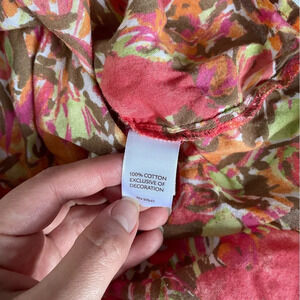 100% COTTON
EXCLUSIVE OF
DECORATION